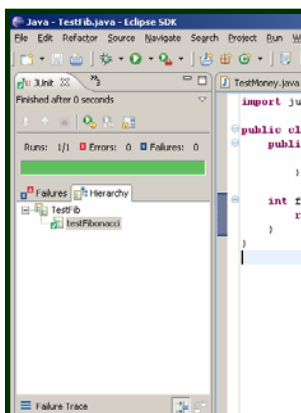 Java - TestFib.java - Eclipse SDK
File Edit Refactor Source Navigate Search Project Run W
JUnit
TestMoney.java
Finished after 0 seconds
import ju
Runs: 1/1 Errors: 0 Failures: 0
public cl
publi
}
Failures Hierarchy
TestFib
int f
testFibonacci
}
}
Failure Trace